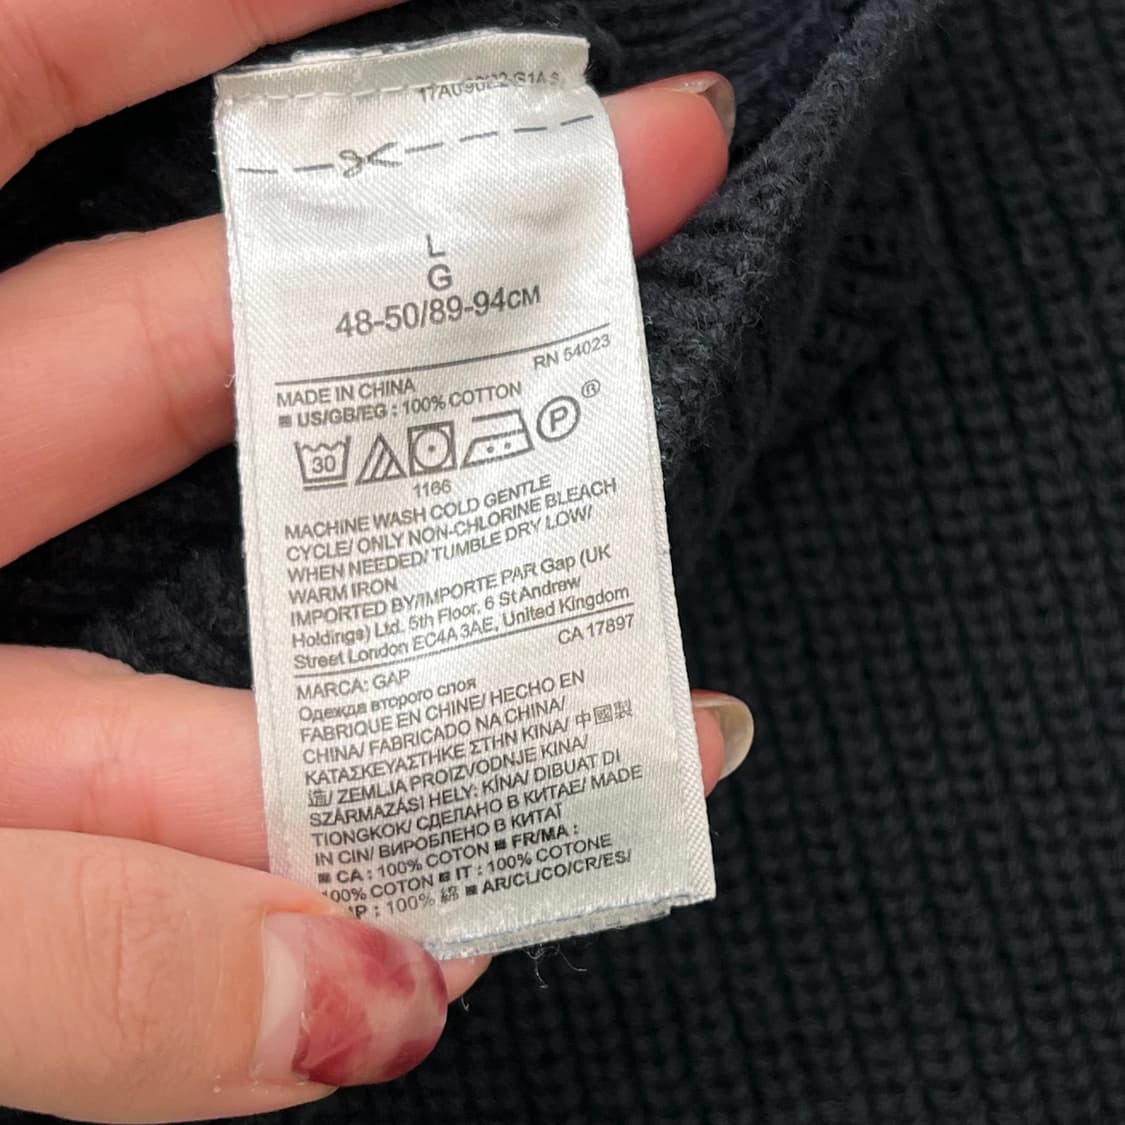 L
G
48-50/89-94CM
RN 54023
MADE IN CHINA
US/GB/EG : 100% COTTON
30 P ®
1166
MACHINE WASH COLD GENTLE
CYCLE/ ONLY NON-CHLORINE BLEACH
WHEN NEEDED/ TUMBLE DRY LOW/
WARM IRON
IMPORTED BY/IMPORTE PAR Gap (UK
Holdings) Ltd. 5th Floor, 6 St Andrew
Street London EC4A 3AE, United Kingdom
CA 17897
MARCA: GAP
Одежда второго слоя
FABRIQUE EN CHINE/ HECHO EN
CHINA/ FABRICADO NA CHINA/
ΚΑΤΑΣΚΕΥΑΣΤΗΚΕ ΣΤΗΝ ΚΙΝΑ/ 中國製
造/ ZEMLJA PROIZVODNJE KINA/
SZÁRMAZÁSI HELY: KÍNA/ DIBUAT DI
TIONGKOK/ СДЕЛАНО В КИТАЕ/ MADE
IN CIN/ ВИРОБЛЕНО В КИТАЇ
CA : 100% COTON FR/MA :
100% COTON IT : 100% COTONE
: 100% 綿 AR/CL/CO/CR/ES/